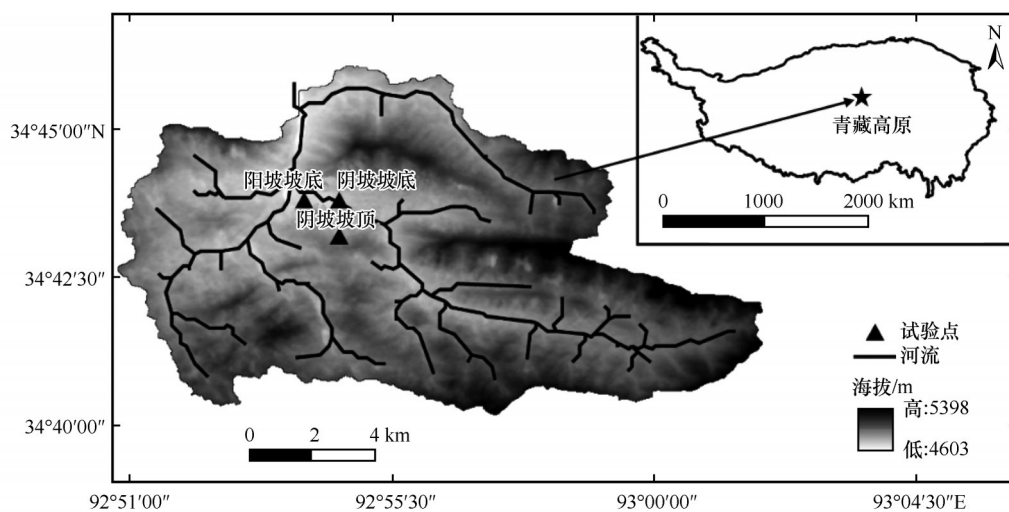 N
青藏高原
0 1000 2000 km
34°45′00″N
34°42′30″
34°40′00″
阳坡坡底 阴坡坡底
阴坡坡顶
试验点
河流
海拔/m
高:5398
低:4603
0 2 4 km
92°51′00″ 92°55′30″ 93°00′00″ 93°04′30″E